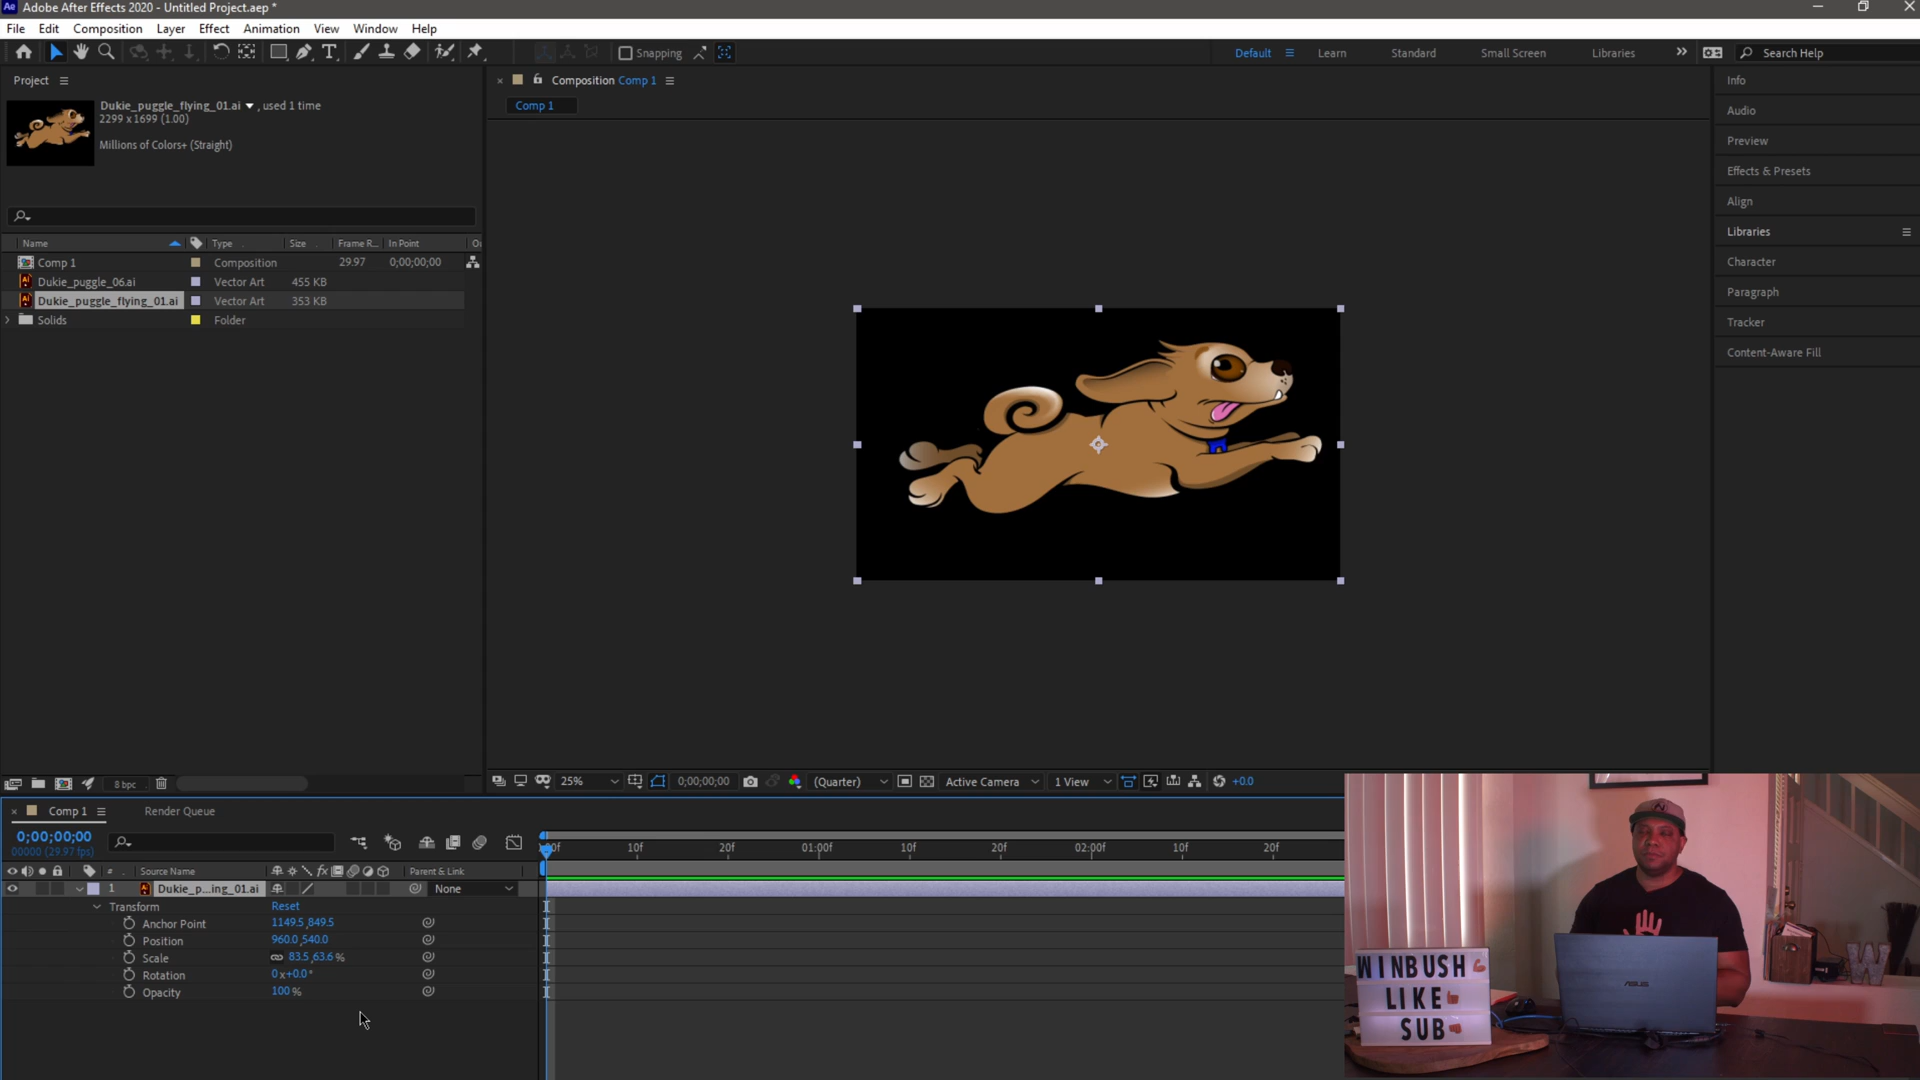 Ae Adobe After Effects 2020 - Untitled Project.aep *
File Edit Composition Layer Effect Animation View Window Help
Snapping Default Learn Standard Small Screen Libraries Search Help
Project
Composition Comp 1
Comp 1
Dukie_puggle_flying_01.ai , used 1 time
2299 x 1699 (1.00)
Millions of Colors+ (Straight)
Name Type Size Frame R... In Point
Comp 1 Composition 29.97 0;00;00;00
Dukie_puggle_06.ai Vector Art 455 KB
Dukie_puggle_flying_01.ai Vector Art 353 KB
Solids Folder
Info
Audio
Preview
Effects & Presets
Align
Libraries
Character
Paragraph
Tracker
Content-Aware Fill
8 bpc
25% 0;00;00;00 (Quarter) Active Camera 1 View +0.0
Comp 1 Render Queue
0;00;00;00
00000 (29.97 fps)
10f 20f 01:00f 10f 20f 02:00f 10f 20f
# Source Name fx Parent & Link
1 Dukie_p...ing_01.ai None
Transform Reset
Anchor Point 1149.5,849.5
Position 960.0,540.0
Scale 83.5,63.6 %
Rotation 0 x+0.0 °
Opacity 100 %
WINBUSH
LIKE
SUB
ASUS
W